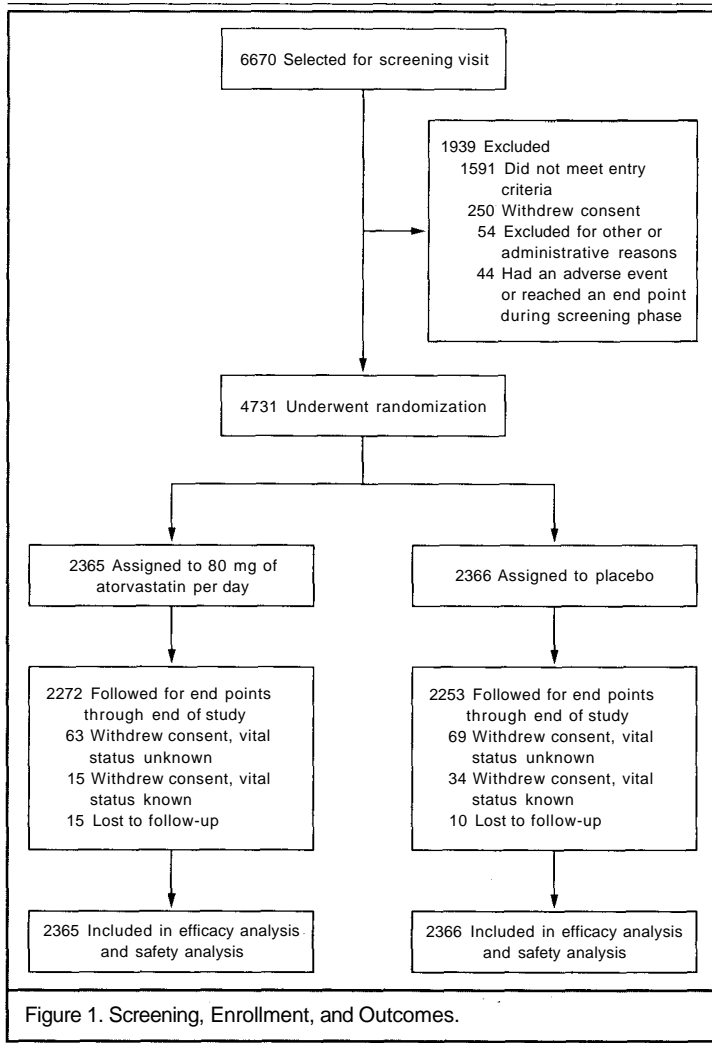 6670 Selected for screening visit
1939 Excluded
1591 Did not meet entry
criteria
250 Withdrew consent
54 Excluded for other or
administrative reasons
44 Had an adverse event
or reached an end point
during screening phase
4731 Underwent randomization
2365 Assigned to 80 mg of
atorvastatin per day
2366 Assigned to placebo
2272 Followed for end points
through end of study
63 Withdrew consent, vital
status unknown
15 Withdrew consent, vital
status known
15 Lost to follow-up
2253 Followed for end points
through end of study
69 Withdrew consent, vital
status unknown
34 Withdrew consent, vital
status known
10 Lost to follow-up
2365 Included in efficacy analysis
and safety analysis
2366 Included in efficacy analysis
and safety analysis
Figure 1. Screening, Enrollment, and Outcomes.